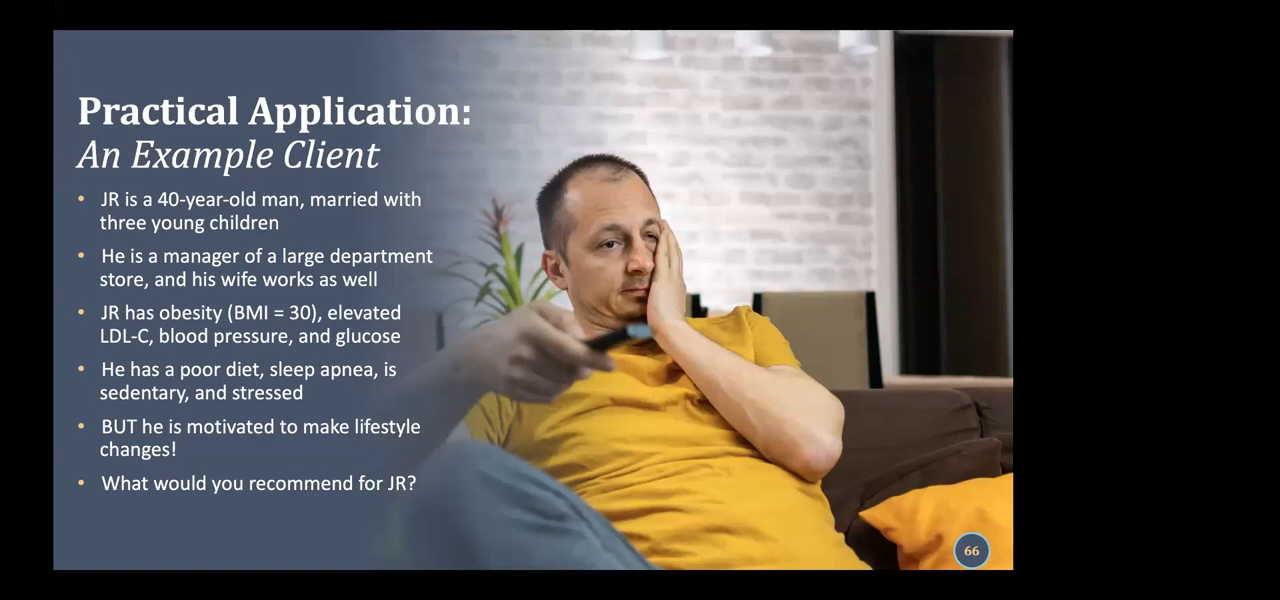 Practical Application:
An Example Client
• JR is a 40-year-old man, married with
three young children
• He is a manager of a large department
store, and his wife works as well
• JR has obesity (BMI = 30), elevated
LDL-C, blood pressure, and glucose
• He has a poor diet, sleep apnea, is
sedentary, and stressed
• BUT he is motivated to make lifestyle
changes!
• What would you recommend for JR?
66